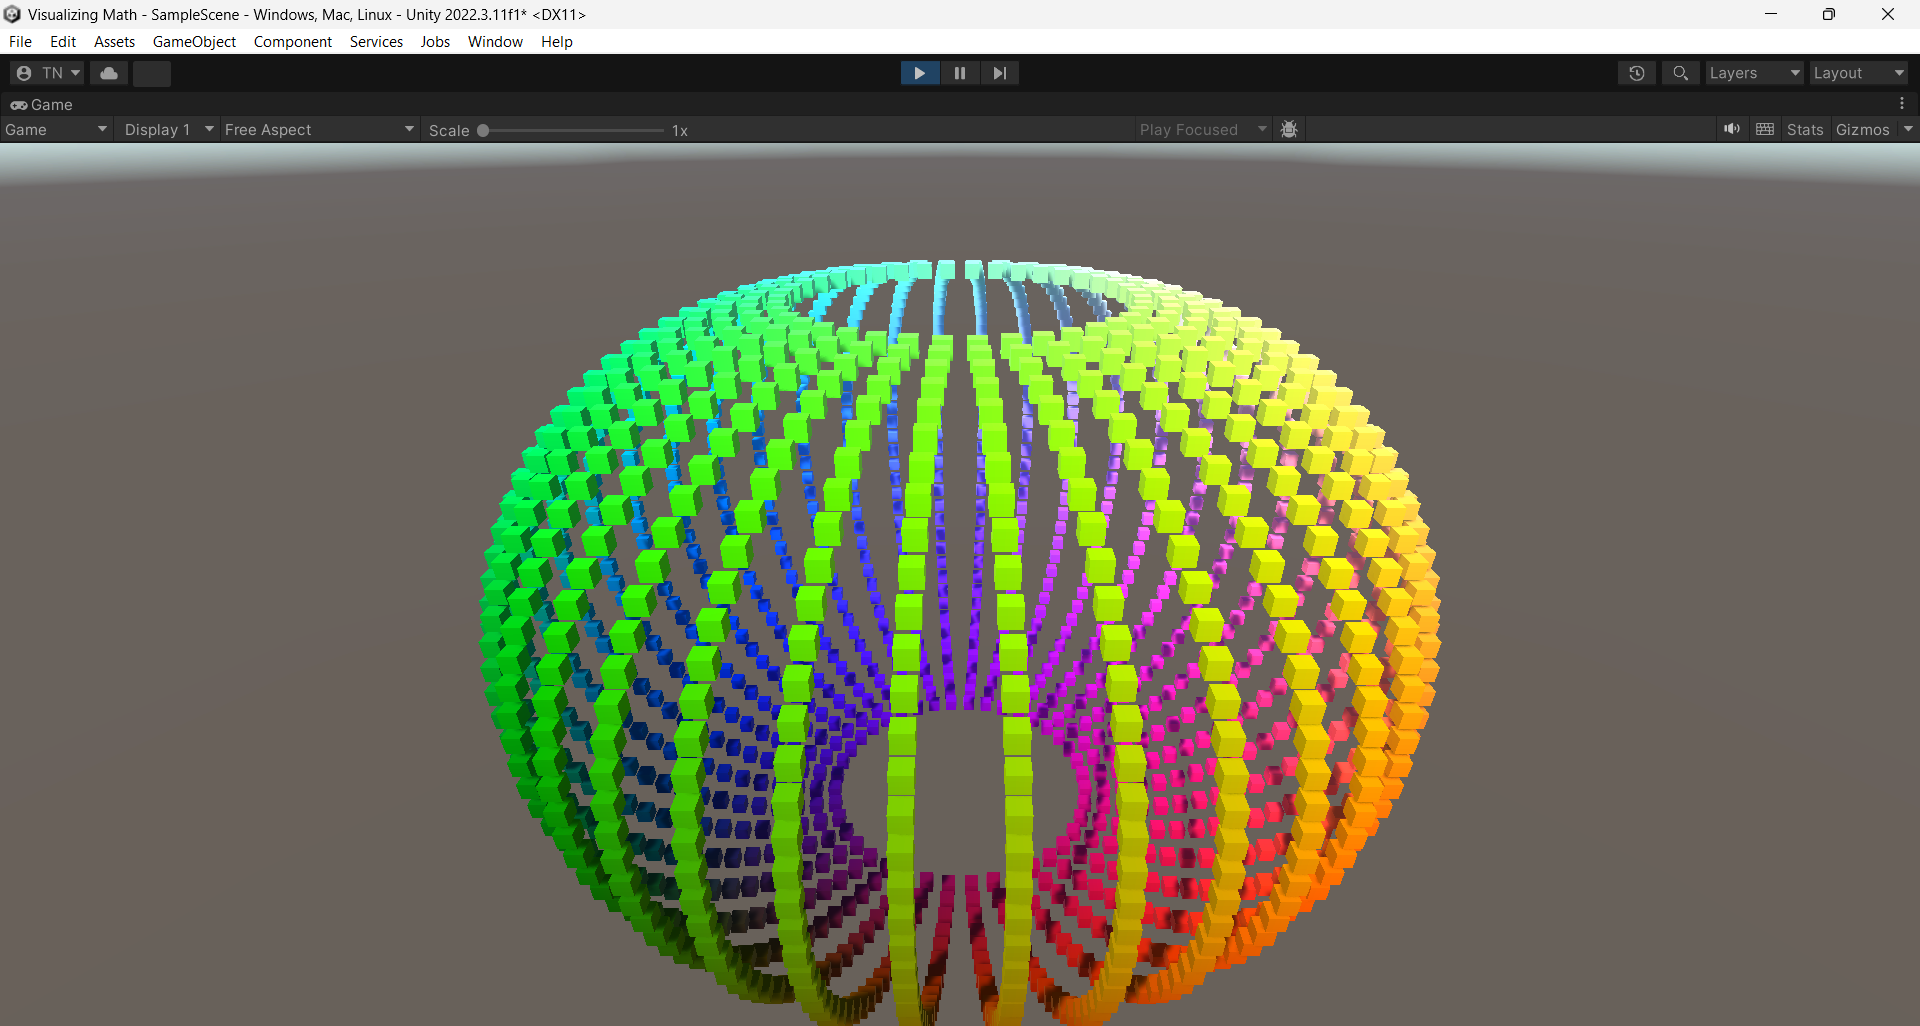 Visualizing Math - SampleScene - Windows, Mac, Linux - Unity 2022.3.11f1* <DX11>
File Edit Assets GameObject Component Services Jobs Window Help
TN Layers Layout
Game
Game Display 1 Free Aspect Scale 1x Play Focused Stats Gizmos